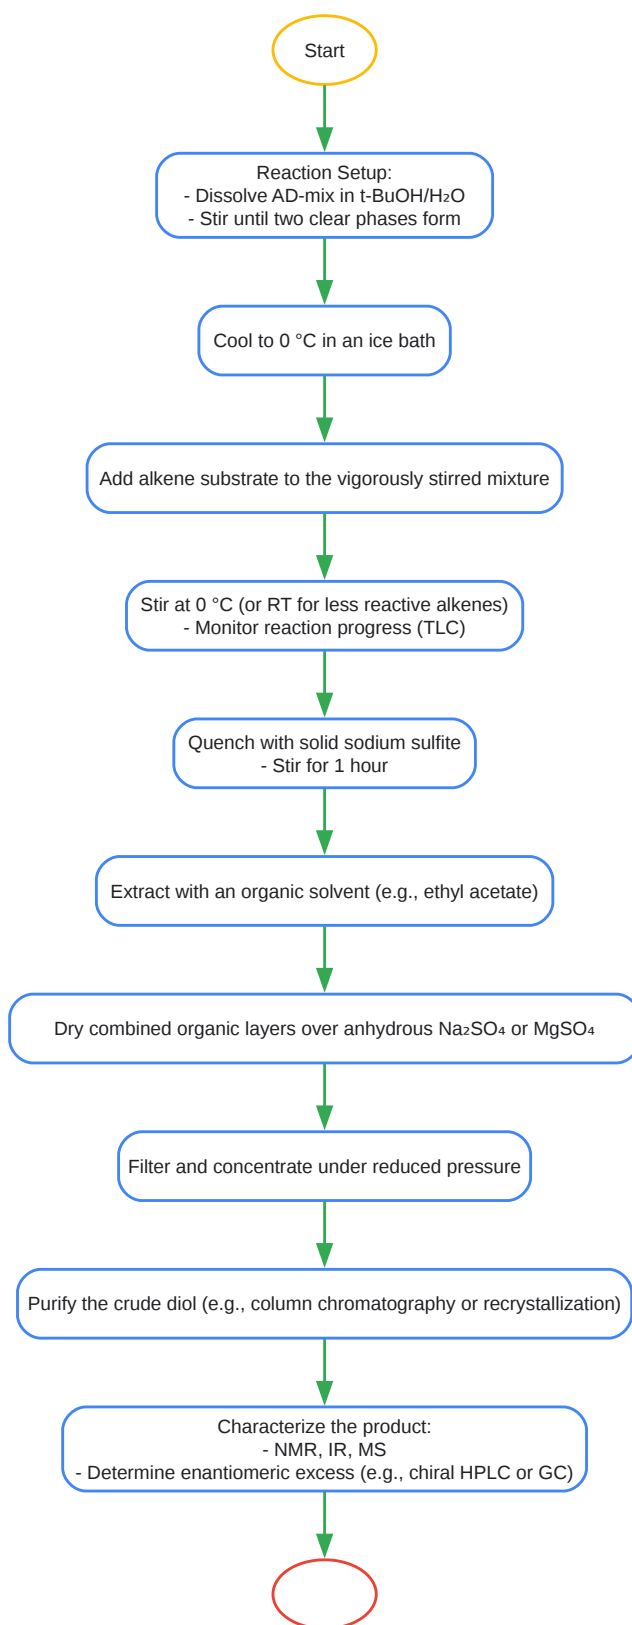 Start
Reaction Setup:
- Dissolve AD-mix in t-BuOH/H₂O
- Stir until two clear phases form
Cool to 0 °C in an ice bath
Add alkene substrate to the vigorously stirred mixture
Stir at 0 °C (or RT for less reactive alkenes)
- Monitor reaction progress (TLC)
Quench with solid sodium sulfite
- Stir for 1 hour
Extract with an organic solvent (e.g., ethyl acetate)
Dry combined organic layers over anhydrous Na₂SO₄ or MgSO₄
Filter and concentrate under reduced pressure
Purify the crude diol (e.g., column chromatography or recrystallization)
Characterize the product:
- NMR, IR, MS
- Determine enantiomeric excess (e.g., chiral HPLC or GC)